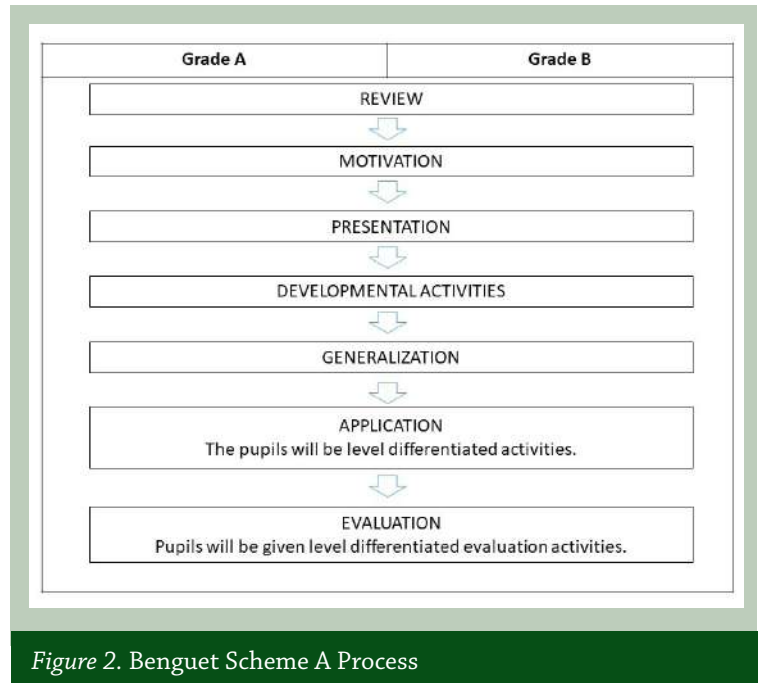 Grade A Grade B
REVIEW
MOTIVATION
PRESENTATION
DEVELOPMENTAL ACTIVITIES
GENERALIZATION
APPLICATION
The pupils will be level differentiated activities.
EVALUATION
Pupils will be given level differentiated evaluation activities.
Figure 2. Benguet Scheme A Process